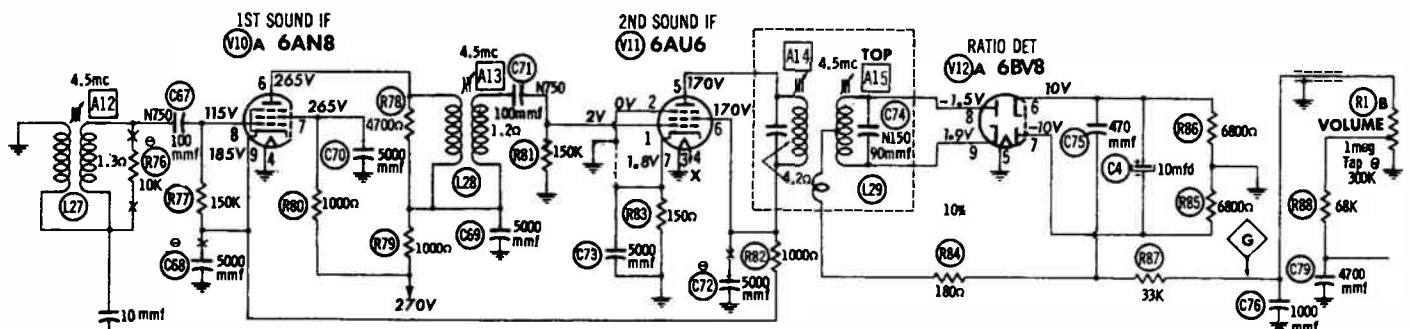 1ST SOUND IF
V10 A 6AN8
4.5mc
A12
C67
N750
100 mmf
115V
185V
6
8
7
9
4
265V
265V
1.3Ω
R76
10K
L27
R77
150K
C68
5000 mmf
10 mmf
R80
1000Ω
C70
5000 mmf
R78
4700Ω
R79
1000Ω
270V
4.5mc
A13
L28
1.2Ω
C69
5000 mmf
C71
N750
100mmf
R81
150K
2ND SOUND IF
V11 6AU6
5
170V
0V
2
2V
1
170V
6
1.8V
7
3
4
X
R83
150Ω
C73
5000 mmf
C72
5000 mmf
R82
1000Ω
A14
4.5mc
TOP
A15
C74
N150
90mmf
4.2Ω
L29
RATIO DET
V12 A 6BV8
-1.5V
8
1.9V
9
5
6
10V
-10V
7
10%
C75
470 mmf
C4
10mfd
R86
6800Ω
R85
6800Ω
R84
180Ω
R87
33K
G
C76
1000 mmf
R1 B
VOLUME
1meg
Tap
300K
R88
68K
C79
4700 mmf